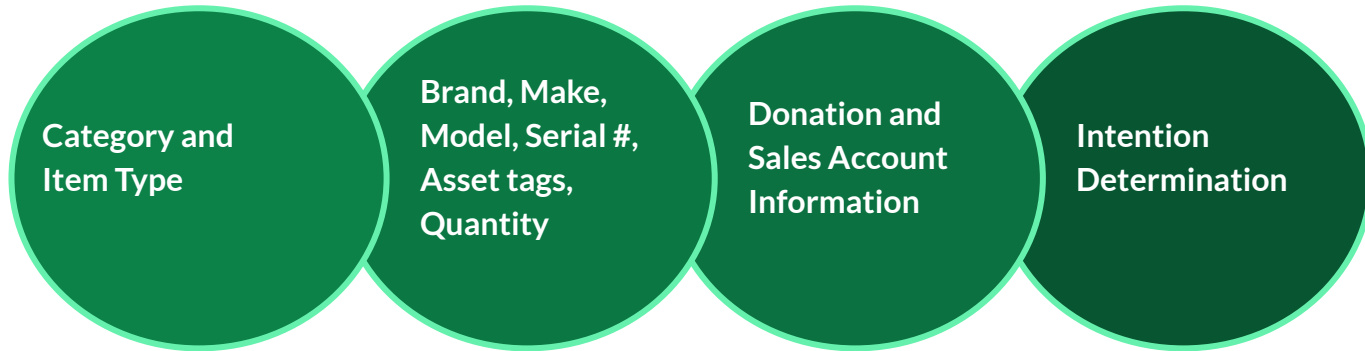 Category and
Item Type
Brand, Make,
Model, Serial #,
Asset tags,
Quantity
Donation and
Sales Account
Information
Intention
Determination